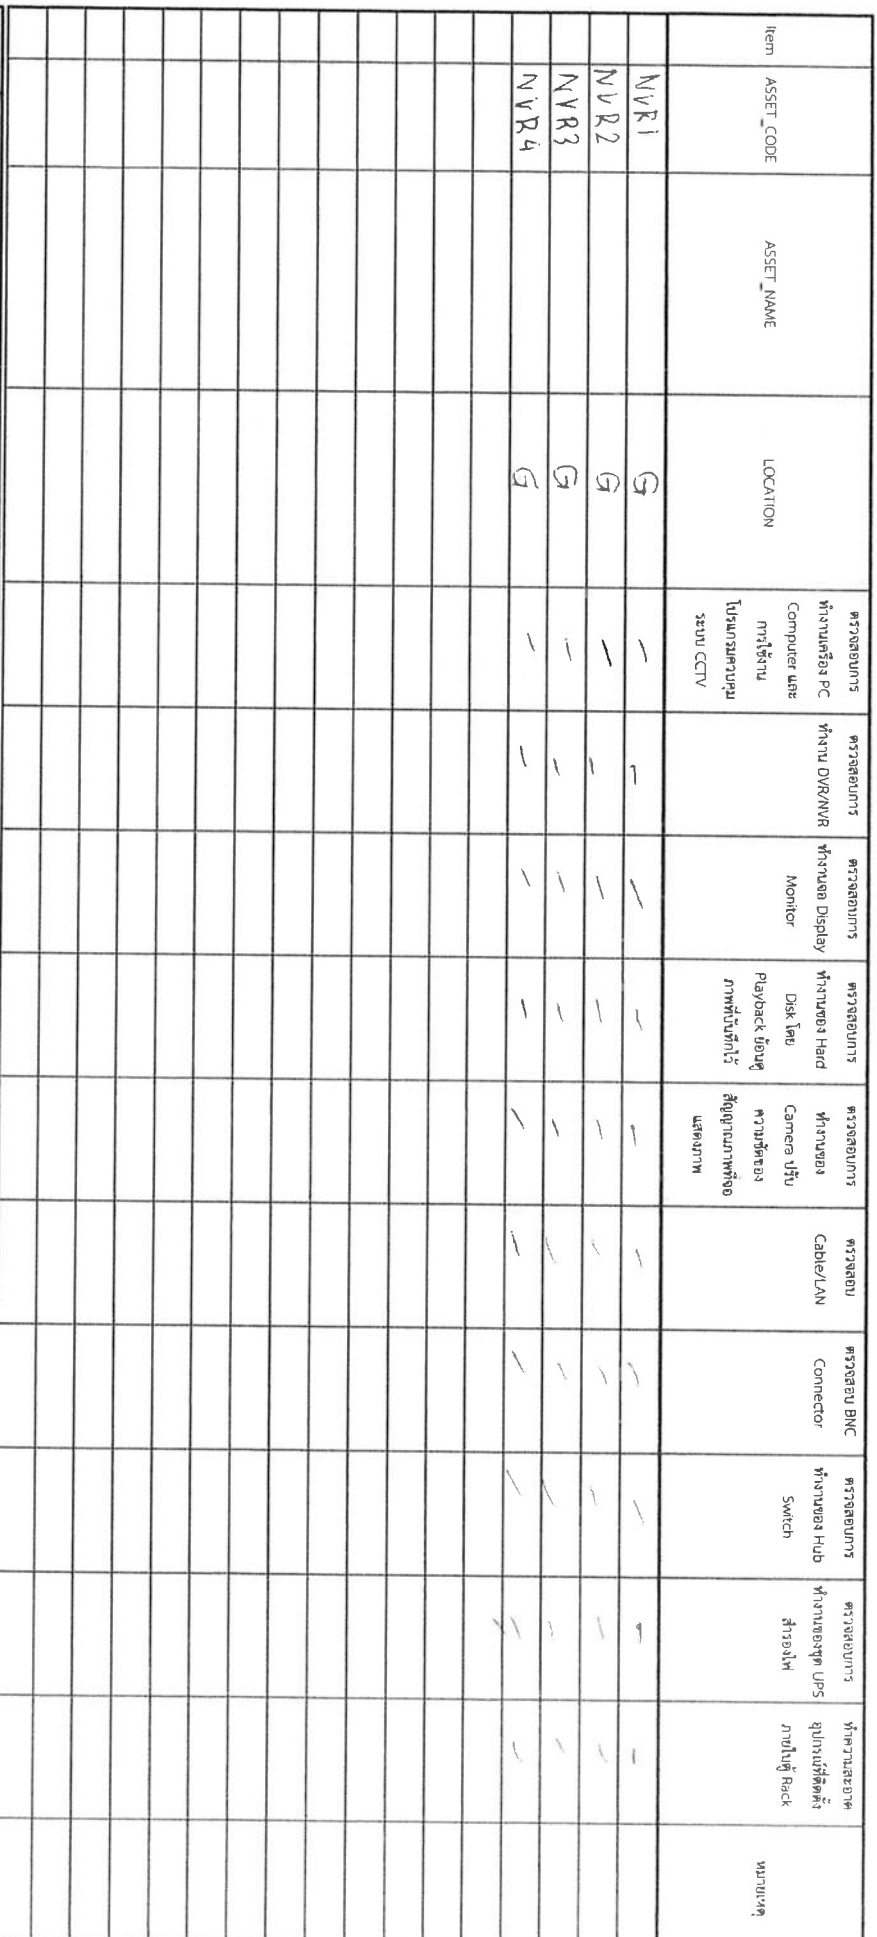 Item
ASSET_CODE
ASSET_NAME
LOCATION
ตรวจสอบการ
ทำงานเครื่อง PC
Computer และ
การใช้งาน
โปรแกรมควบคุม
ระบบ CCTV
ตรวจสอบการ
ทำงาน DVR/NVR
ตรวจสอบการ
ทำงานจอ Display
Monitor
ตรวจสอบการ
ทำงานของ Hard
Disk โดย
Playback ย้อนดู
ภาพที่บันทึกไว้
ตรวจสอบการ
ทำงานของ
Camera ปรับ
ความชัดของ
สัญญาณภาพที่จอ
แสดงภาพ
ตรวจสอบ
Cable/LAN
ตรวจสอบ BNC
Connector
ตรวจสอบการ
ทำงานของ Hub
Switch
ตรวจสอบการ
ทำงานของชุด UPS
สำรองไฟ
ทำความสะอาด
อุปกรณ์ที่ติดตั้ง
ภายในตู้ Rack
หมายเหตุ
NVR1 G / / / / / / / / / /
NVR2 G / / / / / / / / / /
NVR3 G / / / / / / / / / /
NVR4 G / / / / / / / / / /